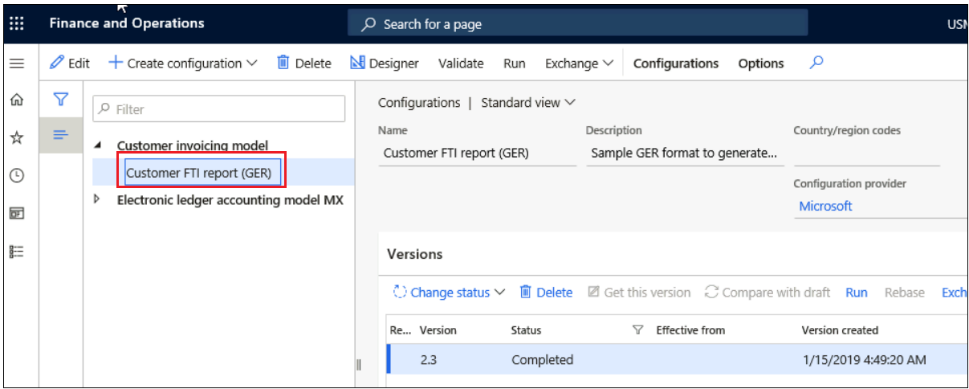 Finance and Operations Search for a page USM
Edit Create configuration Delete Designer Validate Run Exchange Configurations Options
Filter
Customer invoicing model
Customer FTI report (GER)
Electronic ledger accounting model MX
Configurations | Standard view
Name Description Country/region codes
Customer FTI report (GER) Sample GER format to generate...
Configuration provider
Microsoft
Versions
Change status Delete Get this version Compare with draft Run Rebase Exch
Re... Version Status Effective from Version created
2.3 Completed 1/15/2019 4:49:20 AM